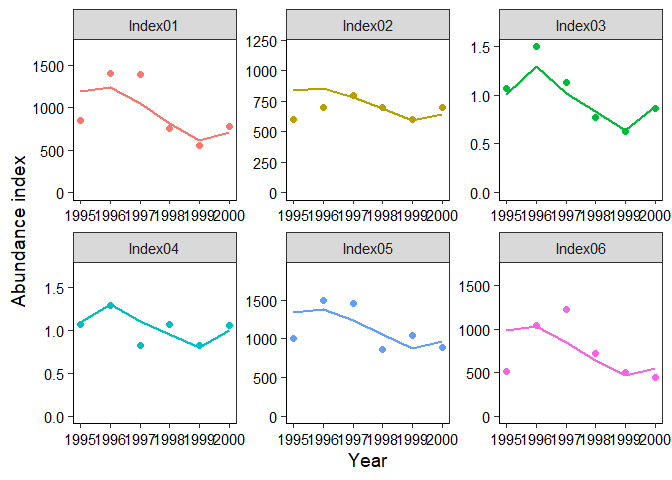 Index01 Index02 Index03
1500 1000 500 0
1250 1000 750 500 250 0
1.5 1.0 0.5 0.0
1995 1996 1997 1998 1999 2000 1995 1996 1997 1998 1999 2000 1995 1996 1997 1998 1999 2000
Abundance index
Index04 Index05 Index06
1.5 1.0 0.5 0.0
1500 1000 500 0
1500 1000 500 0
1995 1996 1997 1998 1999 2000 1995 1996 1997 1998 1999 2000 1995 1996 1997 1998 1999 2000
Year